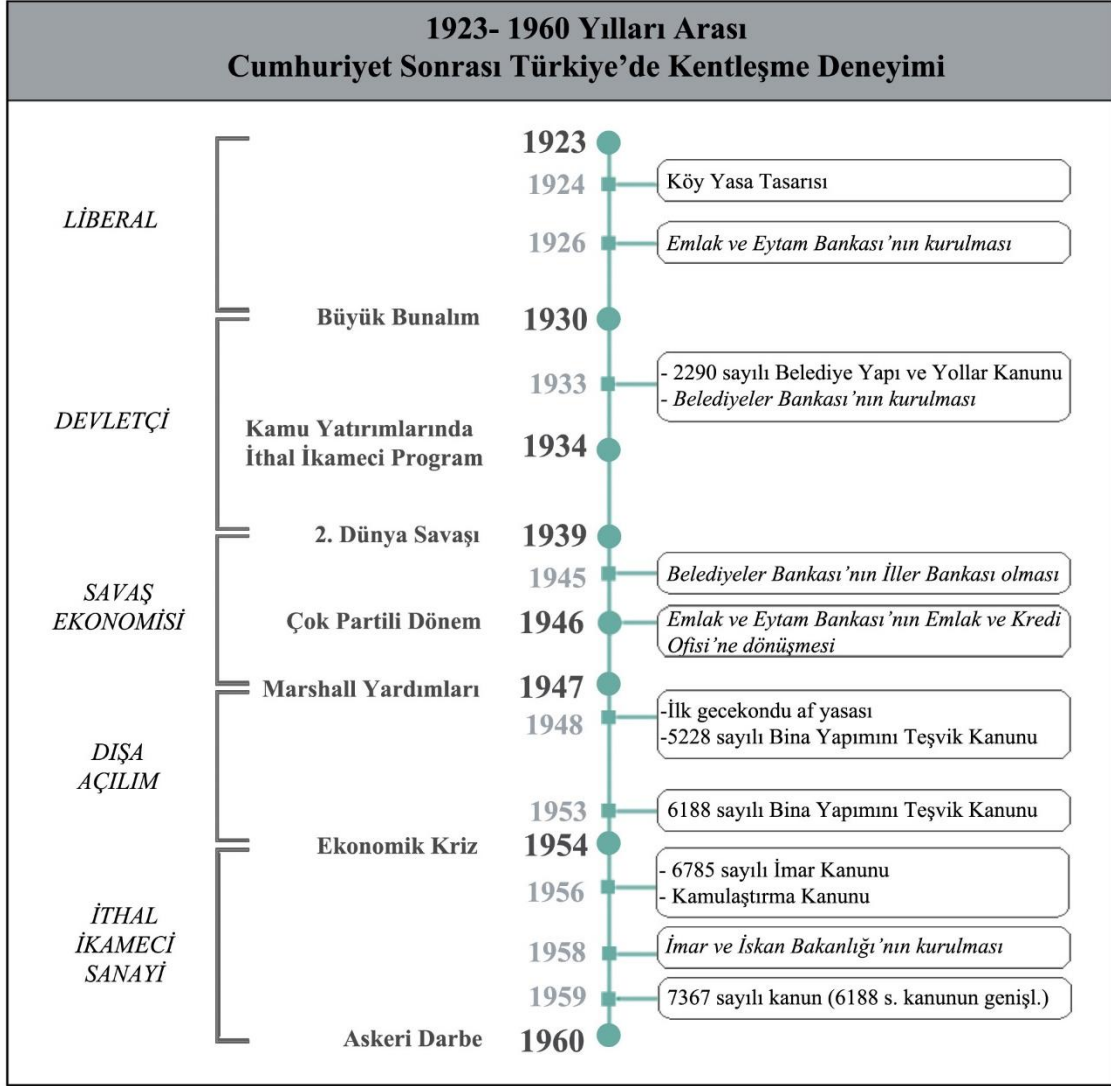 1923- 1960 Yılları Arası
Cumhuriyet Sonrası Türkiye’de Kentleşme Deneyimi
LİBERAL
1923
1924
Köy Yasa Tasarısı
1926
Emlak ve Eytam Bankası’nın kurulması
Büyük Bunalım
1930
DEVLETÇİ
1933
- 2290 sayılı Belediye Yapı ve Yollar Kanunu
- Belediyeler Bankası’nın kurulması
Kamu Yatırımlarında
İthal İkameci Program
1934
2. Dünya Savaşı
1939
SAVAŞ
EKONOMİSİ
1945
Belediyeler Bankası’nın İller Bankası olması
Çok Partili Dönem
1946
Emlak ve Eytam Bankası’nın Emlak ve Kredi
Ofisi’ne dönüşmesi
Marshall Yardımları
1947
DIŞA
AÇILIM
1948
-İlk gecekondu af yasası
-5228 sayılı Bina Yapımını Teşvik Kanunu
1953
6188 sayılı Bina Yapımını Teşvik Kanunu
Ekonomik Kriz
1954
İTHAL
İKAMECİ
SANAYİ
1956
- 6785 sayılı İmar Kanunu
- Kamulaştırma Kanunu
1958
İmar ve İskan Bakanlığı’nın kurulması
1959
7367 sayılı kanun (6188 s. kanunun genişl.)
Askeri Darbe
1960